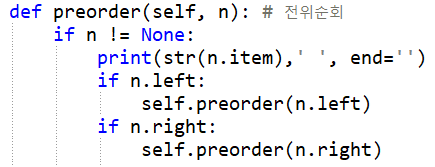 def preorder(self, n): # 전위순회
    if n != None:
        print(str(n.item),' ', end='')
        if n.left:
            self.preorder(n.left)
        if n.right:
            self.preorder(n.right)